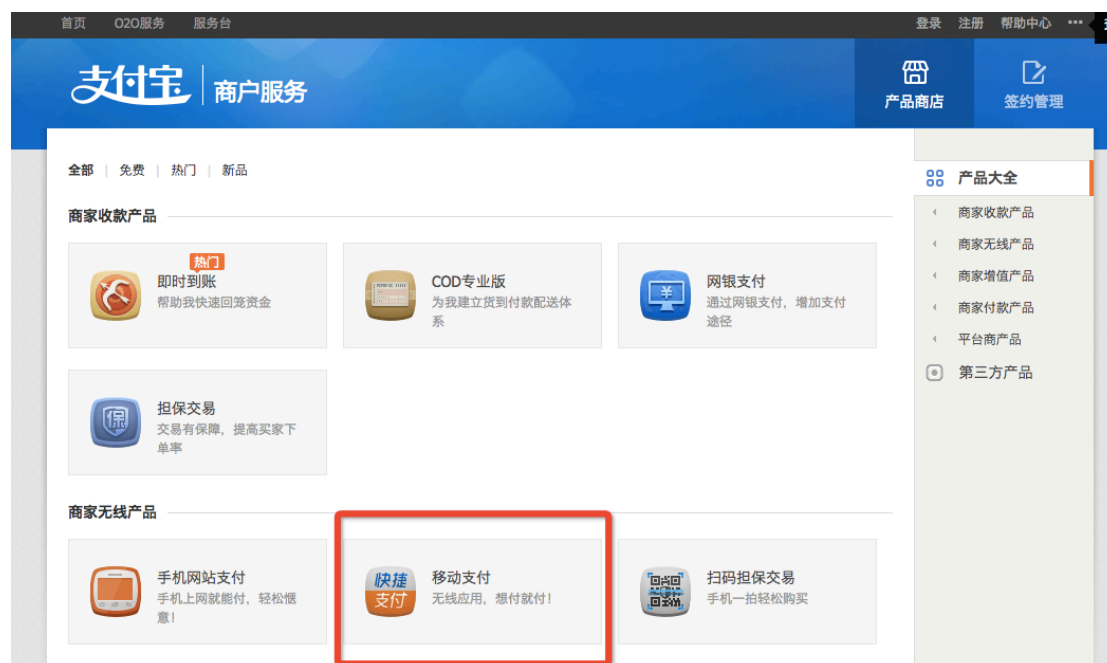 首页 O2O服务 服务台 登录 注册 帮助中心 •••
支付宝 商户服务
产品商店 签约管理
全部 免费 热门 新品
商家收款产品
热门
即时到账
帮助我快速回笼资金
COD专业版
为我建立货到付款配送体
系
网银支付
通过网银支付，增加支付
途径
担保交易
保
交易有保障，提高买家下
单率
商家无线产品
手机网站支付
手机上网就能付，轻松惬
意！
快捷
支付
移动支付
无线应用，想付就付！
扫码担保交易
手机一拍轻松购买
产品大全
商家收款产品
商家无线产品
商家增值产品
商家付款产品
平台商产品
第三方产品